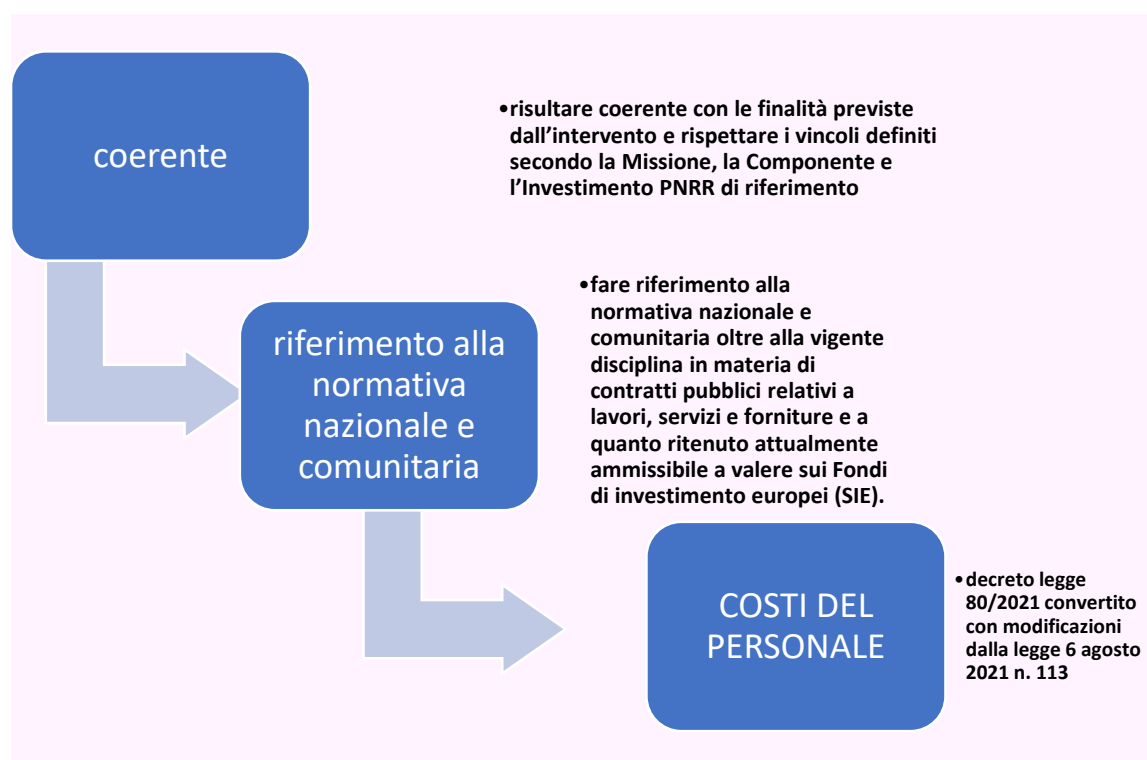 coerente
•risultare coerente con le finalità previste
dall’intervento e rispettare i vincoli definiti
secondo la Missione, la Componente e
l’Investimento PNRR di riferimento
riferimento alla
normativa
nazionale e
comunitaria
•fare riferimento alla
normativa nazionale e
comunitaria oltre alla vigente
disciplina in materia di
contratti pubblici relativi a
lavori, servizi e forniture e a
quanto ritenuto attualmente
ammissibile a valere sui Fondi
di investimento europei (SIE).
COSTI DEL
PERSONALE
•decreto legge
80/2021 convertito
con modificazioni
dalla legge 6 agosto
2021 n. 113